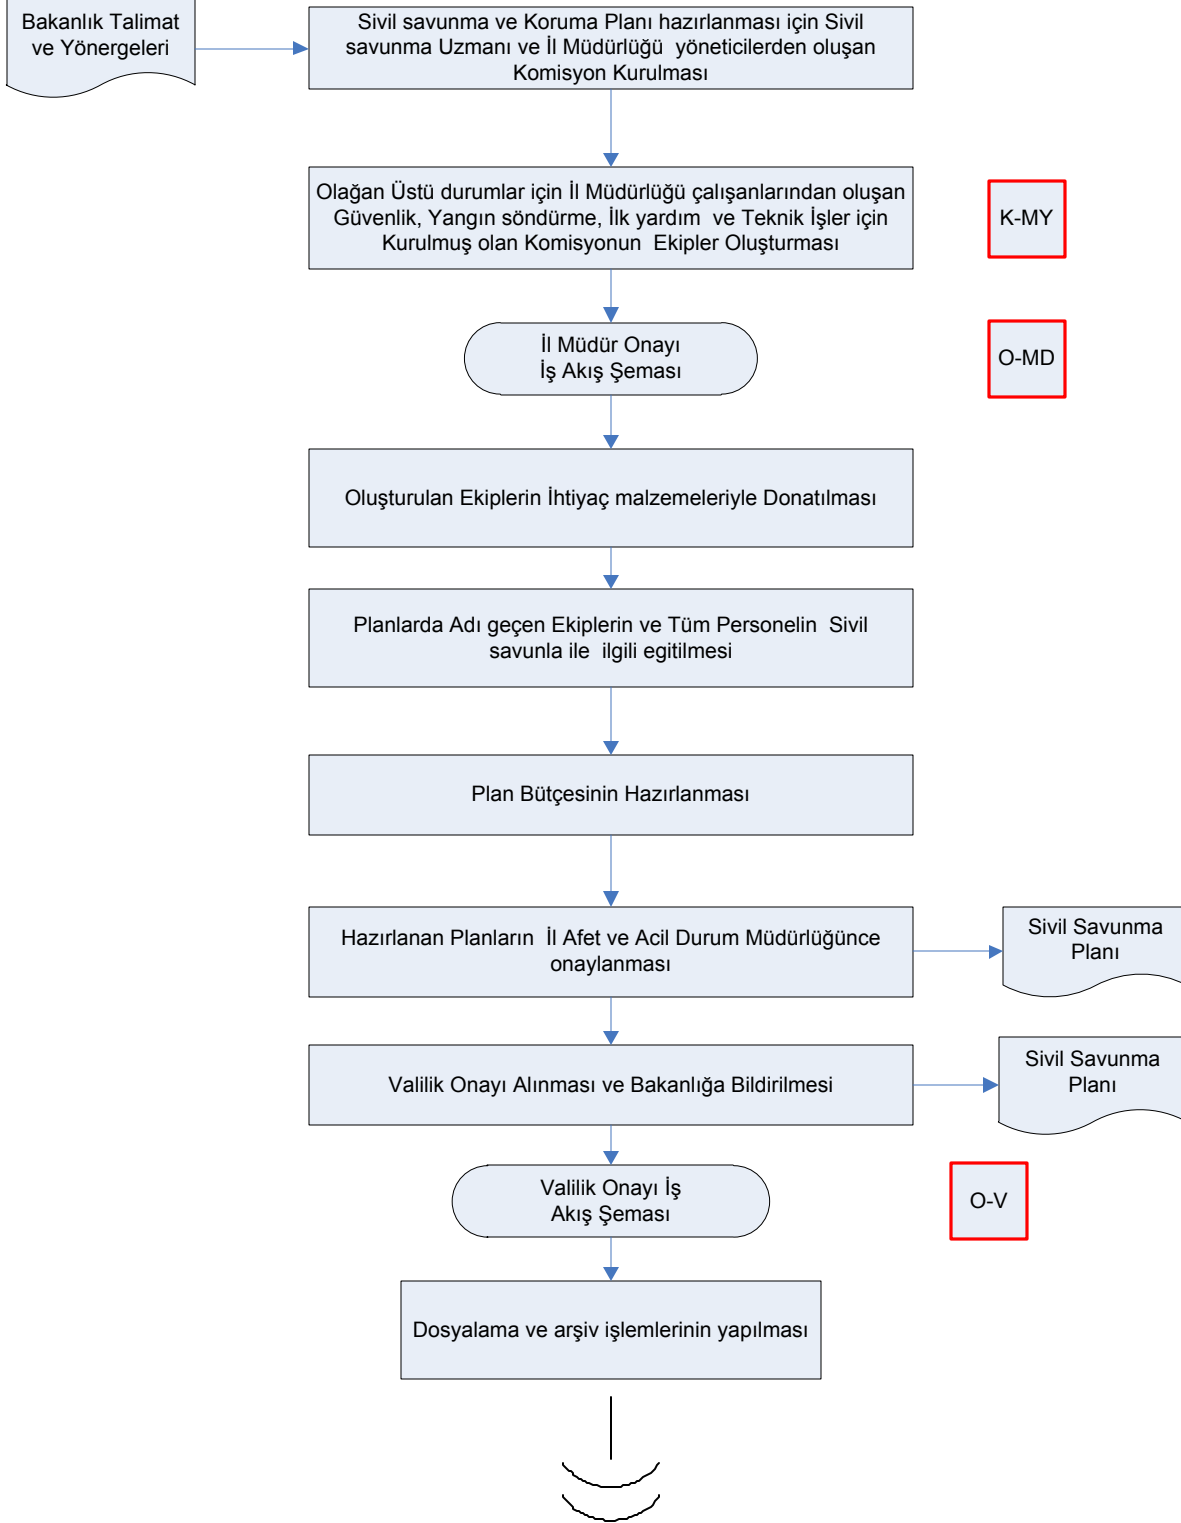 Bakanlık Talimat
ve Yönergeleri
Sivil savunma ve Koruma Planı hazırlanması için Sivil
savunma Uzmanı ve İl Müdürlüğü yöneticilerden oluşan
Komisyon Kurulması
Olağan Üstü durumlar için İl Müdürlüğü çalışanlarından oluşan
Güvenlik, Yangın söndürme, İlk yardım ve Teknik İşler için
Kurulmuş olan Komisyonun Ekipler Oluşturması
K-MY
İl Müdür Onayı
İş Akış Şeması
O-MD
Oluşturulan Ekiplerin İhtiyaç malzemeleriyle Donatılması
Planlarda Adı geçen Ekiplerin ve Tüm Personelin Sivil
savunla ile ilgili egitilmesi
Plan Bütçesinin Hazırlanması
Hazırlanan Planların İl Afet ve Acil Durum Müdürlüğünce
onaylanması
Sivil Savunma
Planı
Valilik Onayı Alınması ve Bakanlığa Bildirilmesi
Sivil Savunma
Planı
Valilik Onayı İş
Akış Şeması
O-V
Dosyalama ve arşiv işlemlerinin yapılması